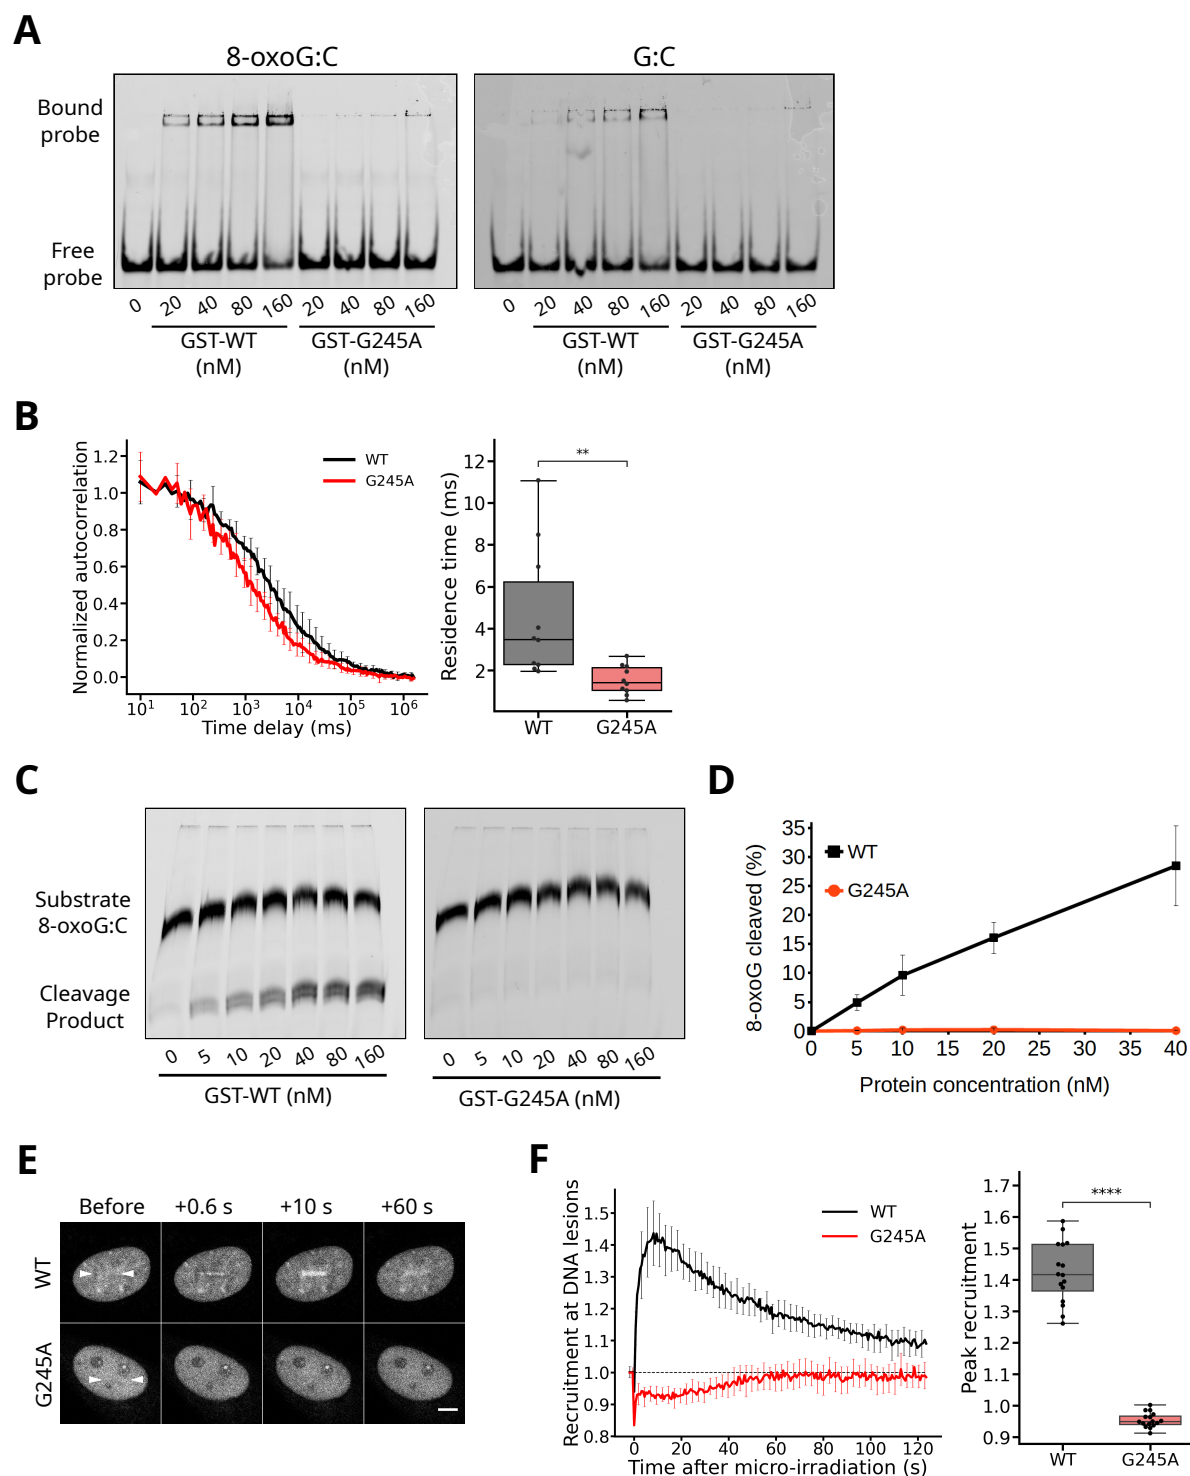 A
8-oxoG:C
G:C
Bound
probe
Free
probe
0 20 40 80 160 20 40 80 160
0 20 40 80 160 20 40 80 160
GST-WT
(nM)
GST-G245A
(nM)
GST-WT
(nM)
GST-G245A
(nM)
B
Normalized autocorrelation
1.2
1.0
0.8
0.6
0.4
0.2
0.0
WT
G245A
10¹ 10² 10³ 10⁴ 10⁵ 10⁶
Time delay (ms)
Residence time (ms)
12
10
8
6
4
2
**
WT G245A
C
Substrate
8-oxoG:C
Cleavage
Product
0 5 10 20 40 80 160
GST-WT (nM)
0 5 10 20 40 80 160
GST-G245A (nM)
D
8-oxoG cleaved (%)
35
30
25
20
15
10
5
0
WT
G245A
0 5 10 15 20 25 30 35 40
Protein concentration (nM)
E
Before +0.6 s +10 s +60 s
WT
G245A
F
Recruitment at DNA lesions
1.5
1.4
1.3
1.2
1.1
1.0
0.9
0.8
WT
G245A
0 20 40 60 80 100 120
Time after micro-irradiation (s)
Peak recruitment
1.7
1.6
1.5
1.4
1.3
1.2
1.1
1.0
0.9
****
WT G245A